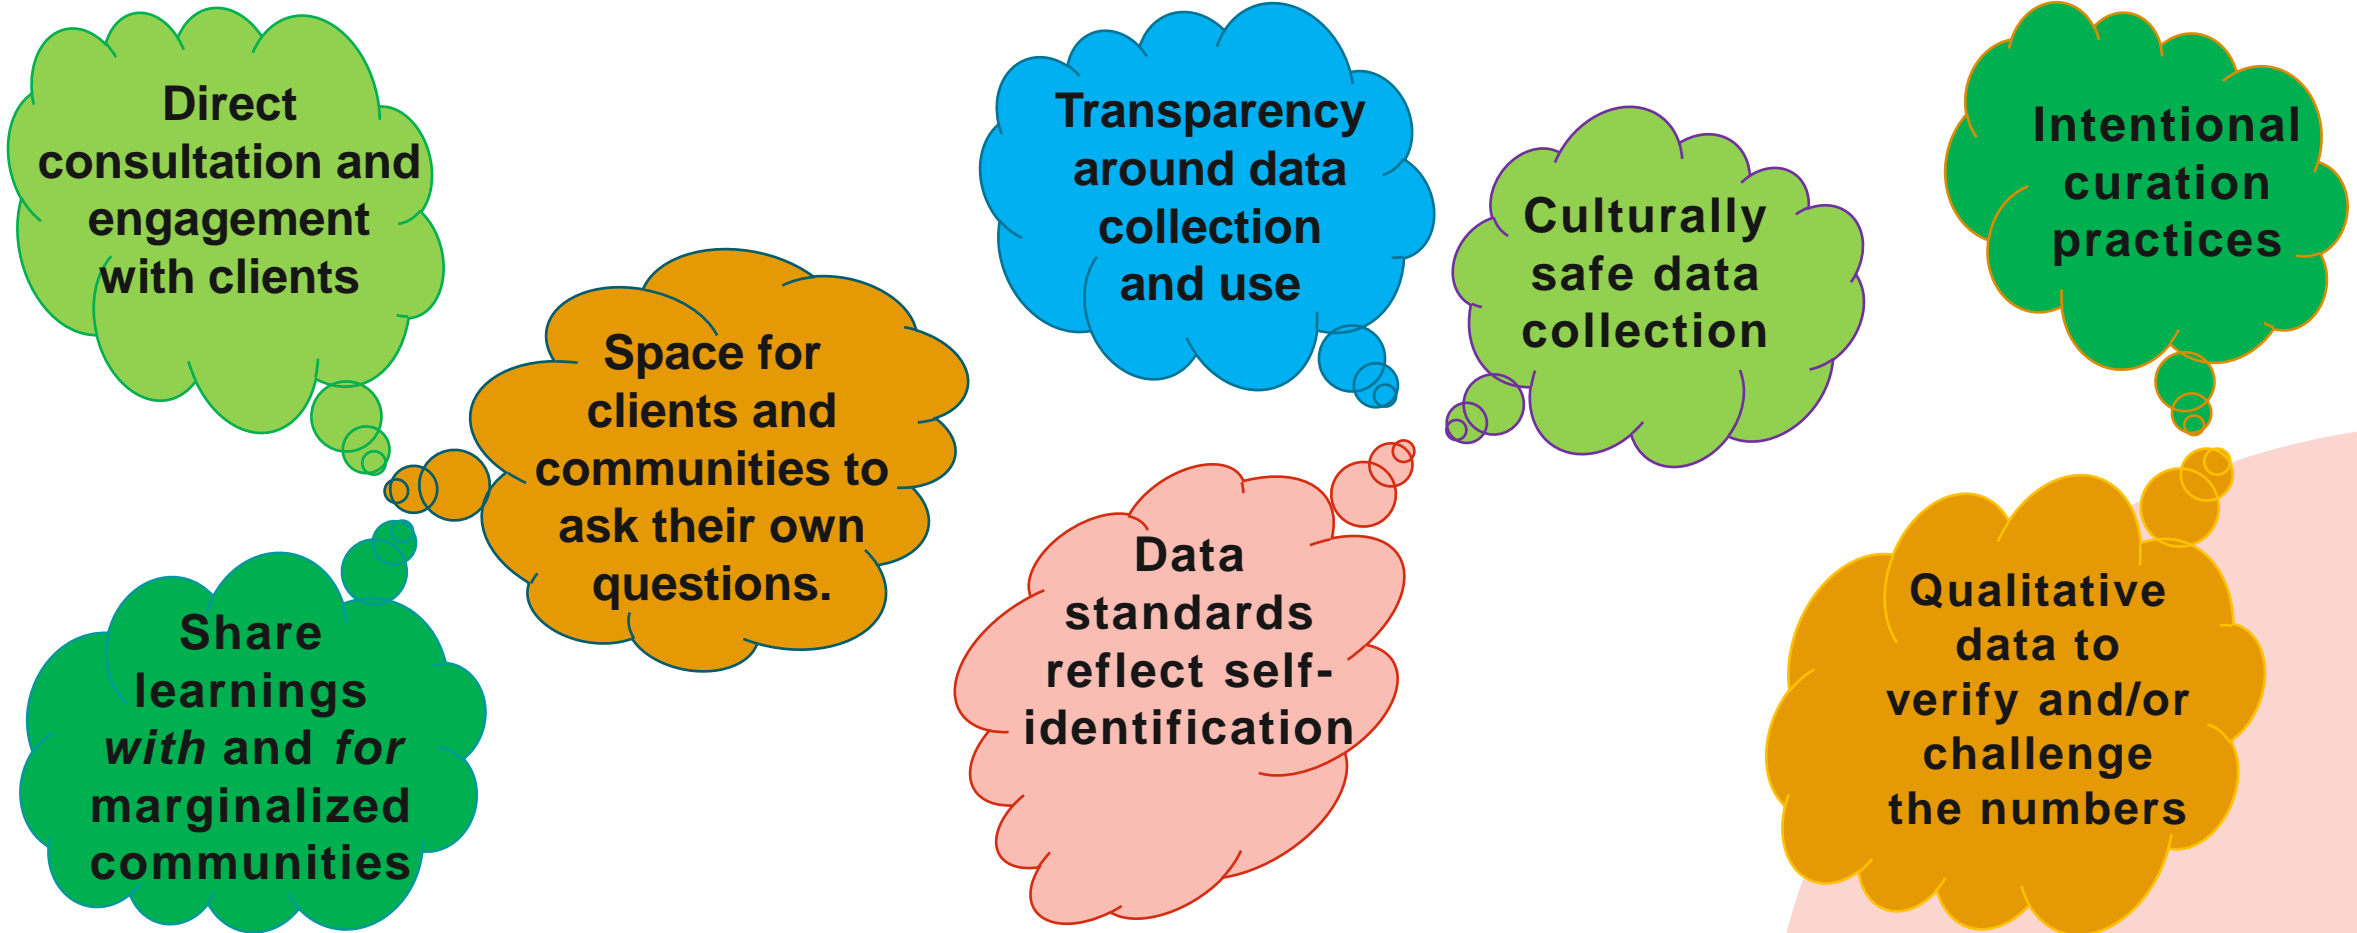 Direct
consultation and
engagement
with clients
Space for
clients and
communities to
ask their own
questions.
Share
learnings
with and for
marginalized
communities
Transparency
around data
collection
and use
Culturally
safe data
collection
Data
standards
reflect self-
identification
Intentional
curation
practices
Qualitative
data to
verify and/or
challenge
the numbers